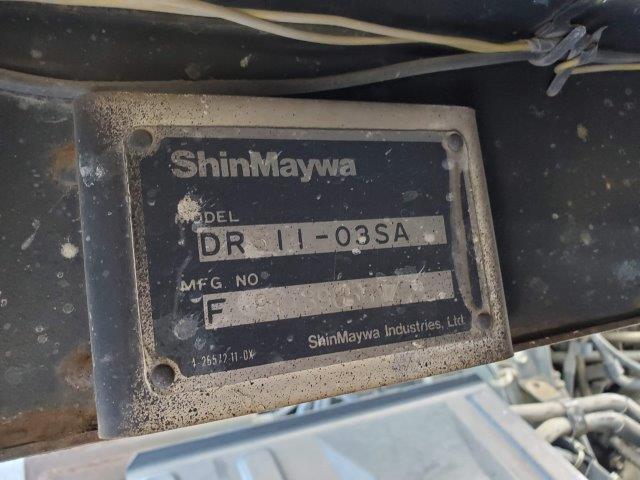 ShinMaywa
MODEL
DR 11-03SA
MFG. NO
F
ShinMaywa Industries, Ltd.